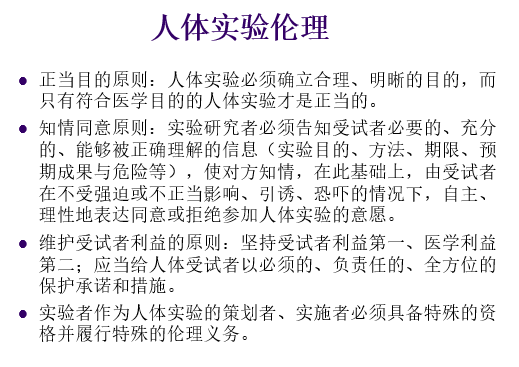 人体实验伦理
正当目的原则：人体实验必须确立合理、明晰的目的，而
只有符合医学目的的人体实验才是正当的。
知情同意原则：实验研究者必须告知受试者必要的、充分
的、能够被正确理解的信息（实验目的、方法、期限、预
期成果与危险等），使对方知情，在此基础上，由受试者
在不受强迫或不正当影响、引诱、恐吓的情况下，自主、
理性地表达同意或拒绝参加人体实验的意愿。
维护受试者利益的原则：坚持受试者利益第一、医学利益
第二；应当给人体受试者以必须的、负责任的、全方位的
保护承诺和措施。
实验者作为人体实验的策划者、实施者必须具备特殊的资
格并履行特殊的伦理义务。